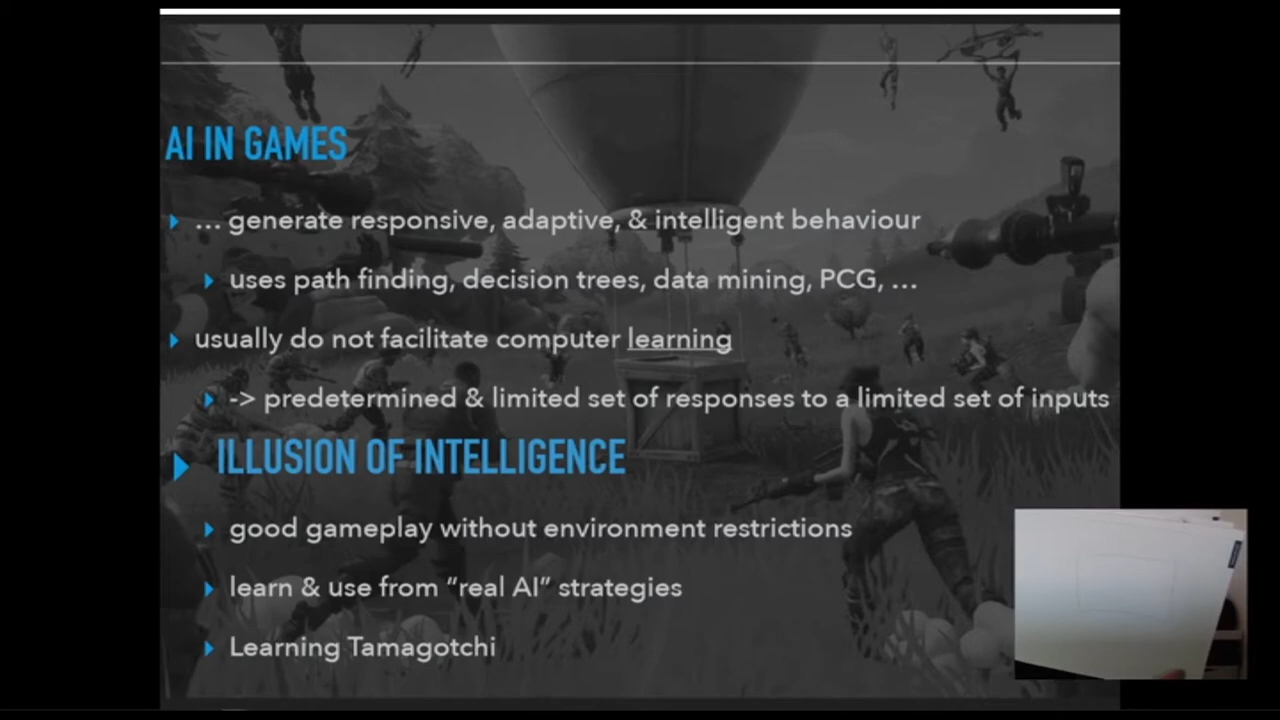 AI IN GAMES
... generate responsive, adaptive, & intelligent behaviour
uses path finding, decision trees, data mining, PCG, ...
usually do not facilitate computer learning
-> predetermined & limited set of responses to a limited set of inputs
ILLUSION OF INTELLIGENCE
good gameplay without environment restrictions
learn & use from “real AI” strategies
Learning Tamagotchi